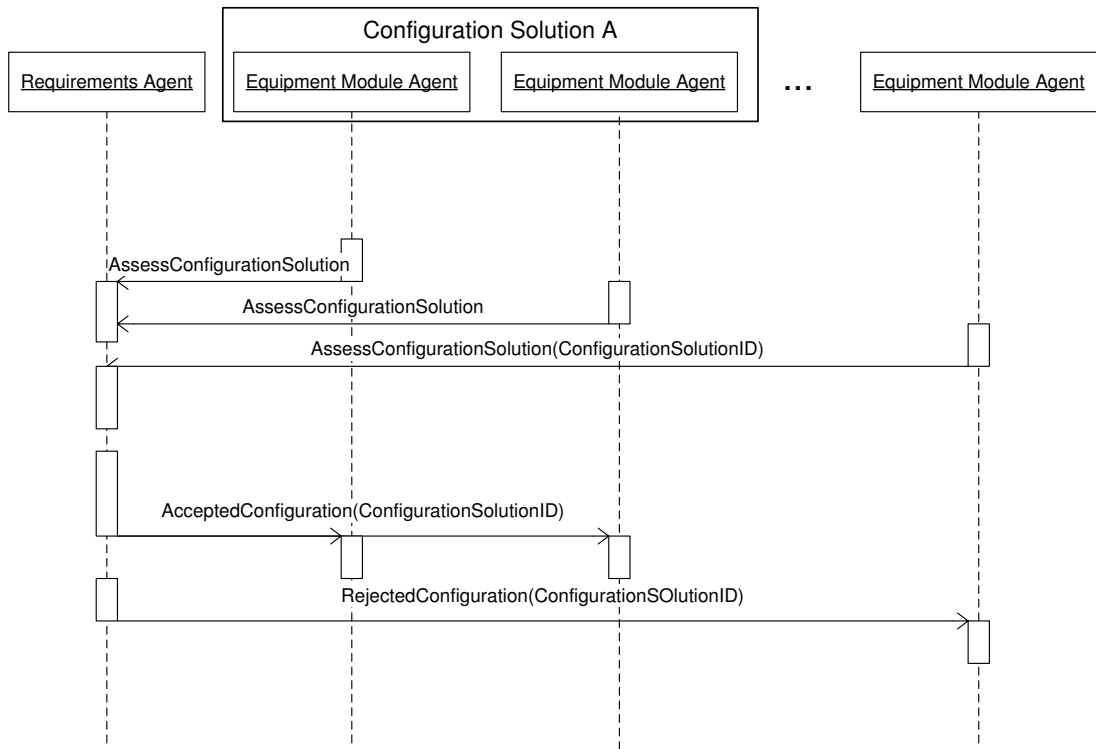 Configuration Solution A
Requirements Agent
Equipment Module Agent
Equipment Module Agent
...
Equipment Module Agent
AssessConfigurationSolution
AssessConfigurationSolution
AssessConfigurationSolution(ConfigurationSolutionID)
AcceptedConfiguration(ConfigurationSolutionID)
RejectedConfiguration(ConfigurationSOlutionID)